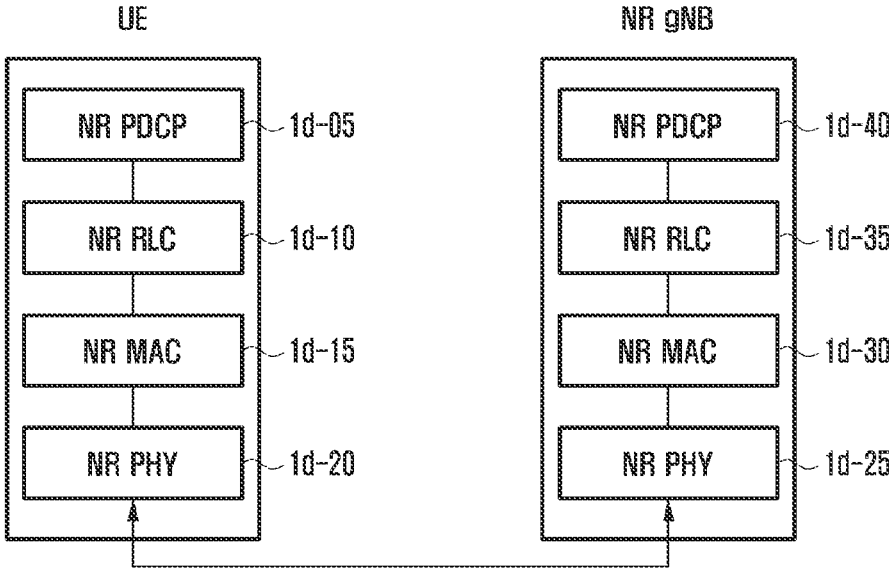 UE
NR gNB
NR PDCP
1d-05
NR PDCP
1d-40
NR RLC
1d-10
NR RLC
1d-35
NR MAC
1d-15
NR MAC
1d-30
NR PHY
1d-20
NR PHY
1d-25